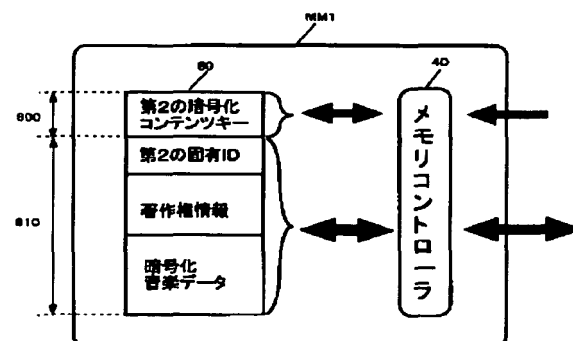 MM1
60
40
600
第2の暗号化
コンテンツキー
第2の固有ID
610
著作権情報
暗号化
音楽データ
メモリコントローラ